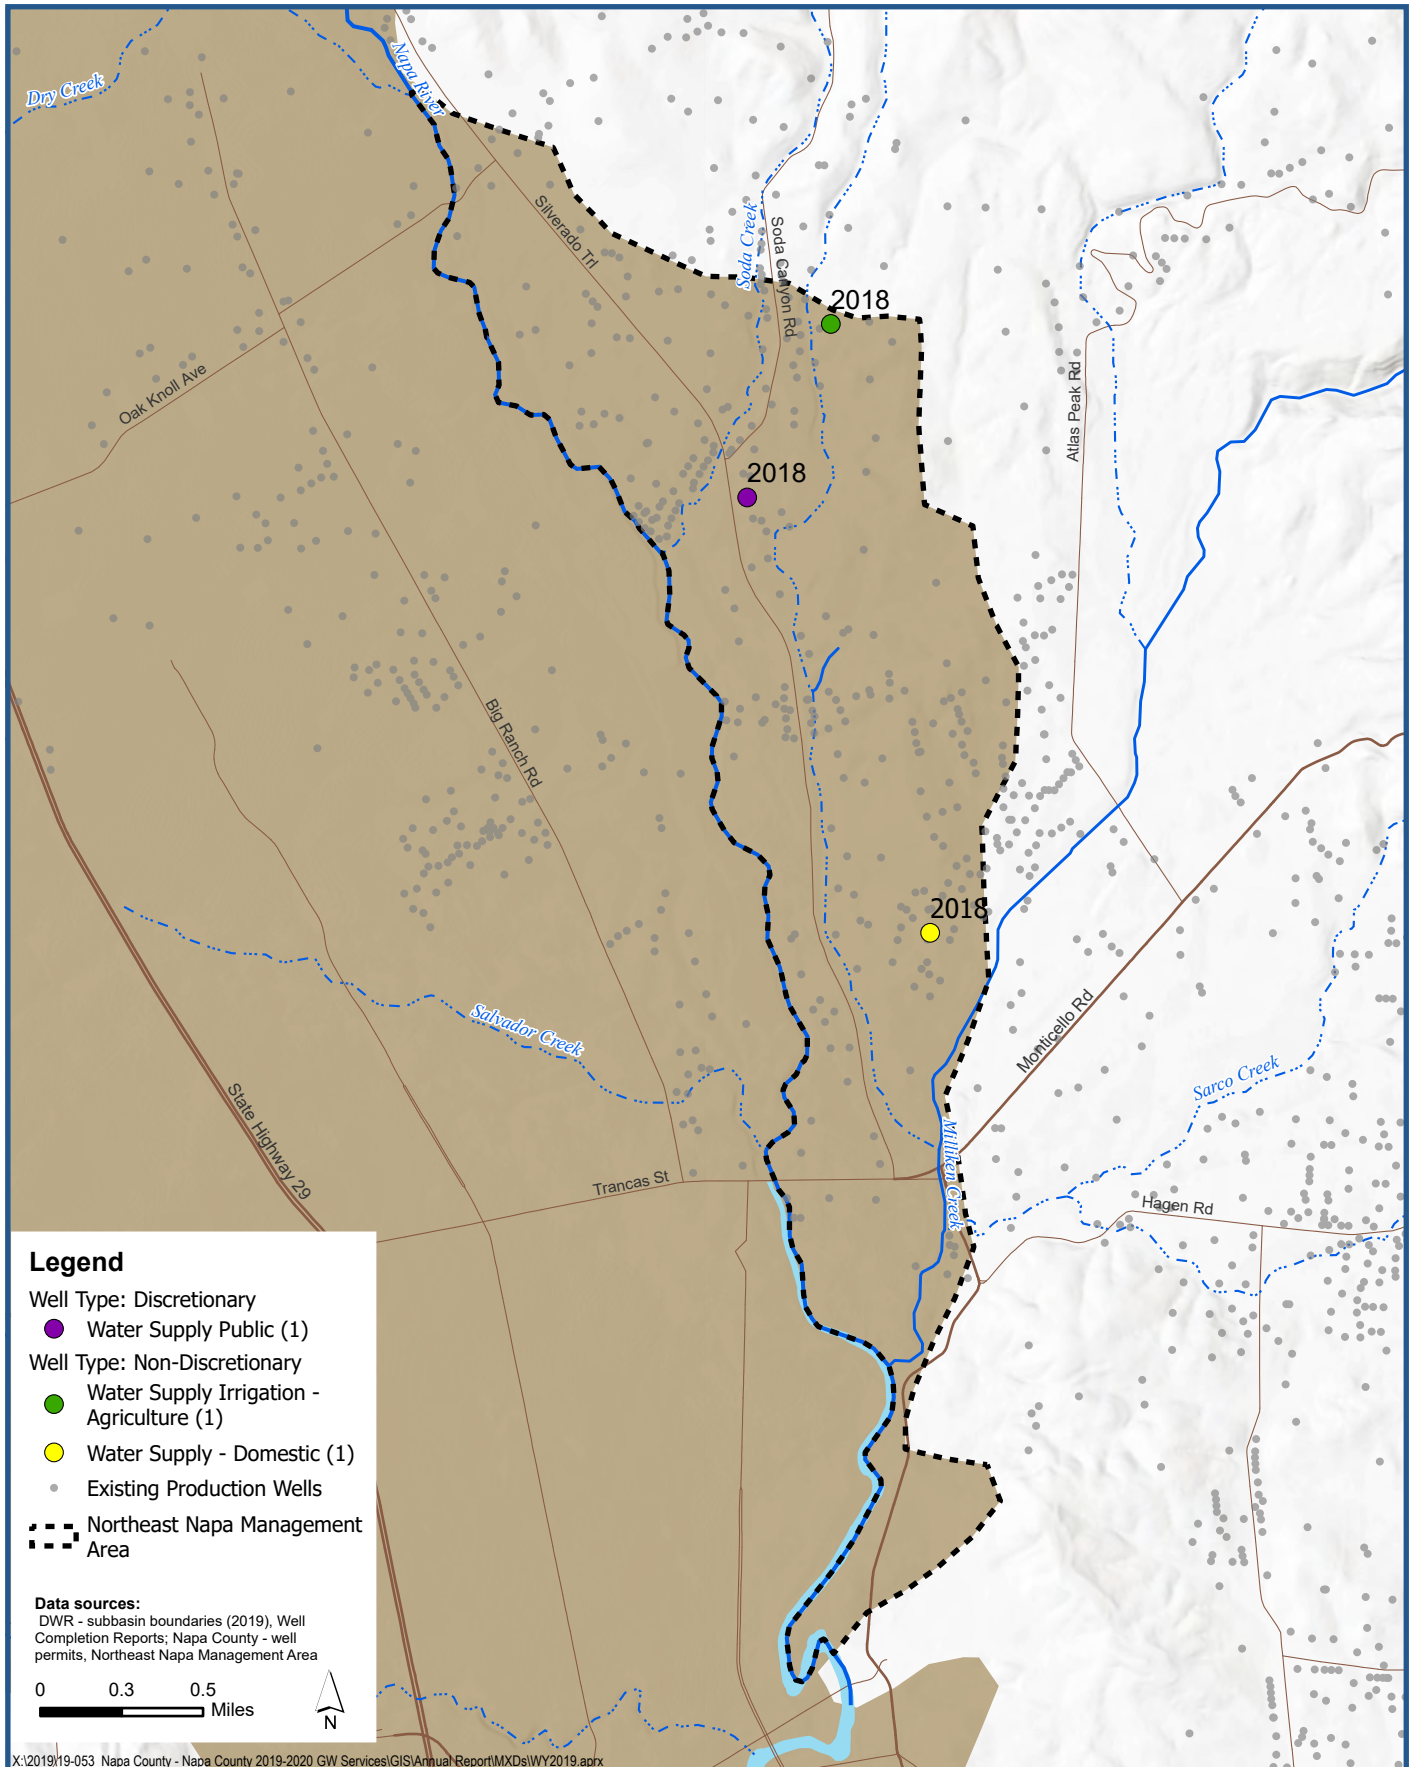 Dry Creek
Napa River
Silverado Trl
Soda Creek
Soda Canyon Rd
2018
Oak Knoll Ave
Atlas Peak Rd
2018
Big Ranch Rd
2018
Salvador Creek
Monticello Rd
Sarco Creek
State Highway 29
Milliken Creek
Trancas St
Hagen Rd
Legend
Well Type: Discretionary
Water Supply Public (1)
Well Type: Non-Discretionary
Water Supply Irrigation -
Agriculture (1)
Water Supply - Domestic (1)
Existing Production Wells
Northeast Napa Management
Area
Data sources:
DWR - subbasin boundaries (2019), Well
Completion Reports; Napa County - well
permits, Northeast Napa Management Area
0 0.3 0.5
Miles
N
X:\2019\19-053 Napa County - Napa County 2019-2020 GW Services\GIS\Annual Report\MXDs\WY2019.aprx